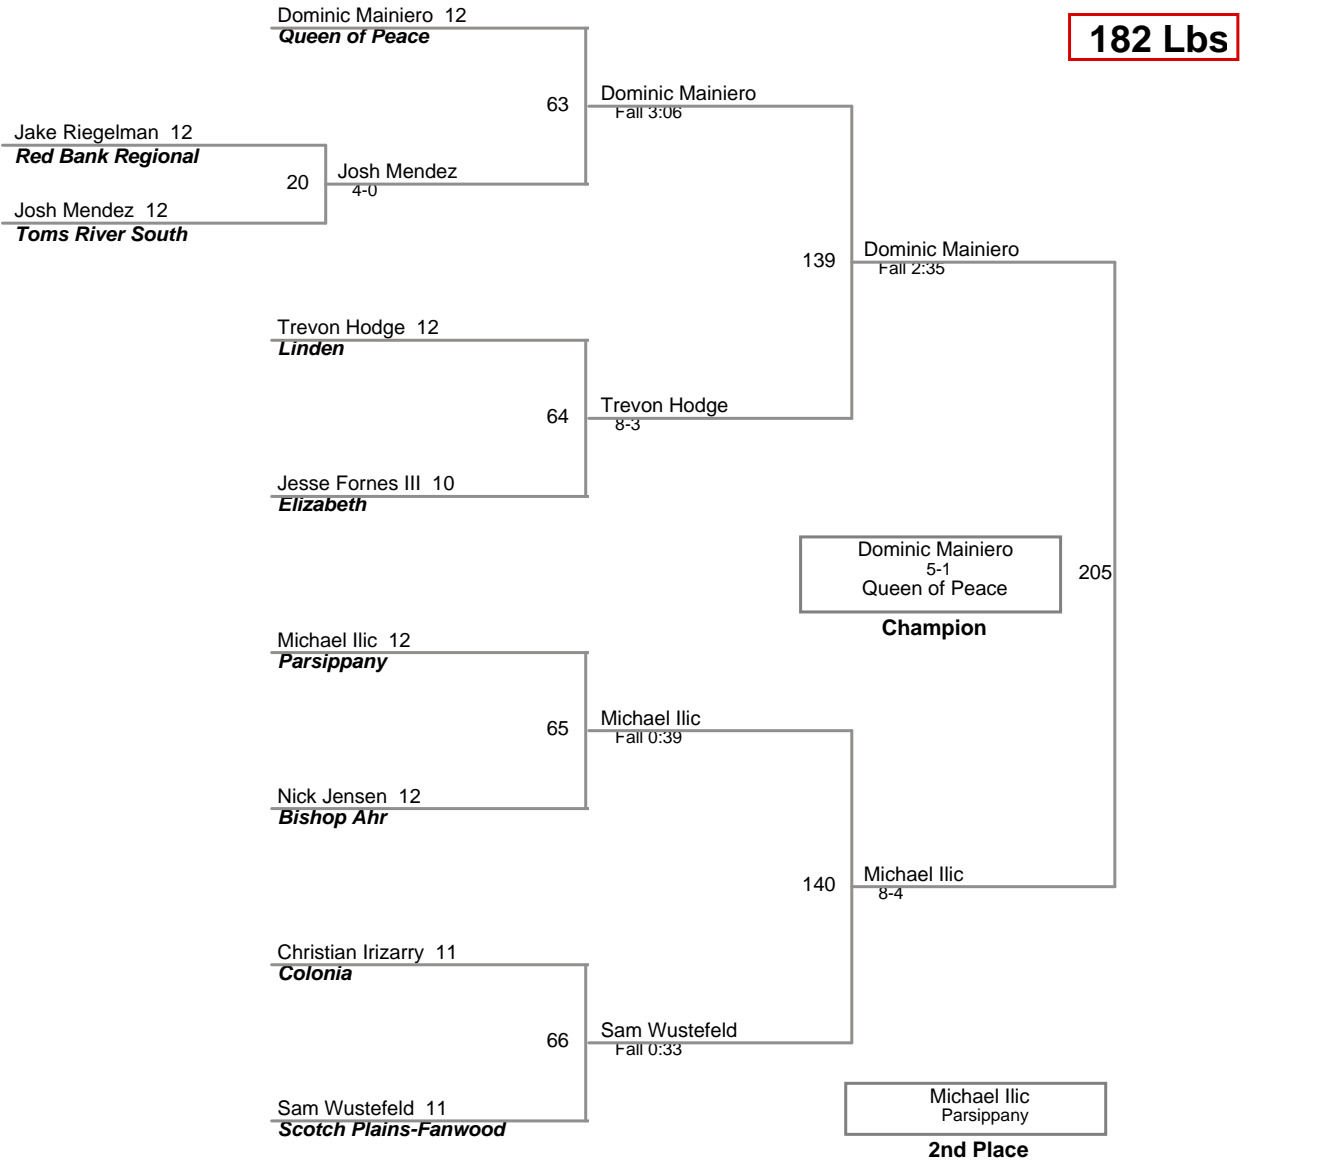 Dominic Mainiero 12
Queen of Peace
182 Lbs
63
Dominic Mainiero
Fall 3:06
Jake Riegelman 12
Red Bank Regional
20
Josh Mendez
4-0
Josh Mendez 12
Toms River South
139
Dominic Mainiero
Fall 2:35
Trevon Hodge 12
Linden
64
Trevon Hodge
8-3
Jesse Fornes III 10
Elizabeth
Dominic Mainiero
5-1
Queen of Peace
205
Champion
Michael Ilic 12
Parsippany
65
Michael Ilic
Fall 0:39
Nick Jensen 12
Bishop Ahr
140
Michael Ilic
8-4
Christian Irizarry 11
Colonia
66
Sam Wustefeld
Fall 0:33
Sam Wustefeld 11
Scotch Plains-Fanwood
Michael Ilic
Parsippany
2nd Place